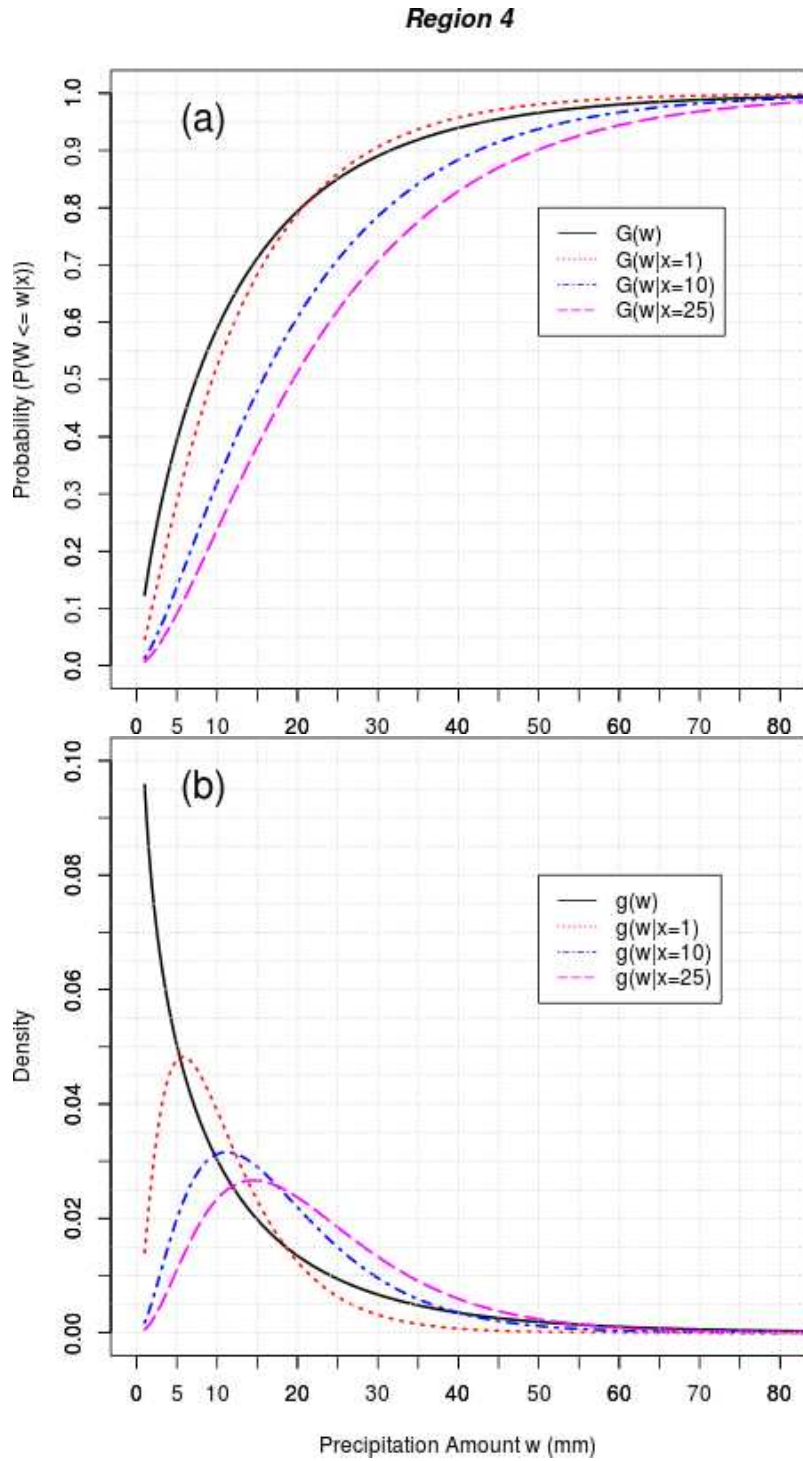 Region 4
(a)
Probability (P(W <= w|x))
1.0
0.9
0.8
0.7
0.6
0.5
0.4
0.3
0.2
0.1
0.0
G(w)
G(w|x=1)
G(w|x=10)
G(w|x=25)
0 5 10 20 30 40 50 60 70 80
(b)
Density
0.10
0.08
0.06
0.04
0.02
0.00
g(w)
g(w|x=1)
g(w|x=10)
g(w|x=25)
0 5 10 20 30 40 50 60 70 80
Precipitation Amount w (mm)